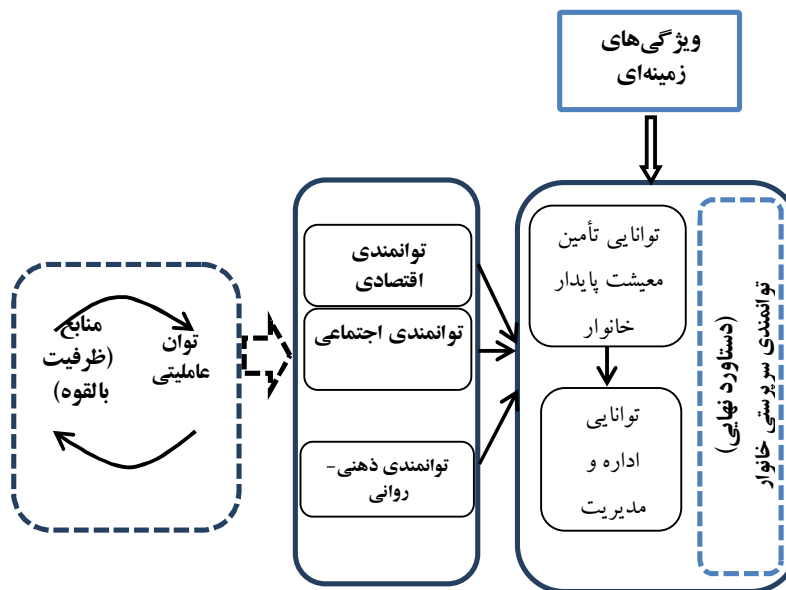 ویژگی‌های
زمینه‌ای
توانایی تأمین
معیشت پایدار
خانوار
توانایی
اداره و
مدیریت
توانمندی سرپرستی خانوار
(دستاورد نهایی)
توانمندی
اقتصادی
توانمندی اجتماعی
توانمندی ذهنی-
روانی
توان
عاملیتی
منابع
(ظرفیت
بالقوه)